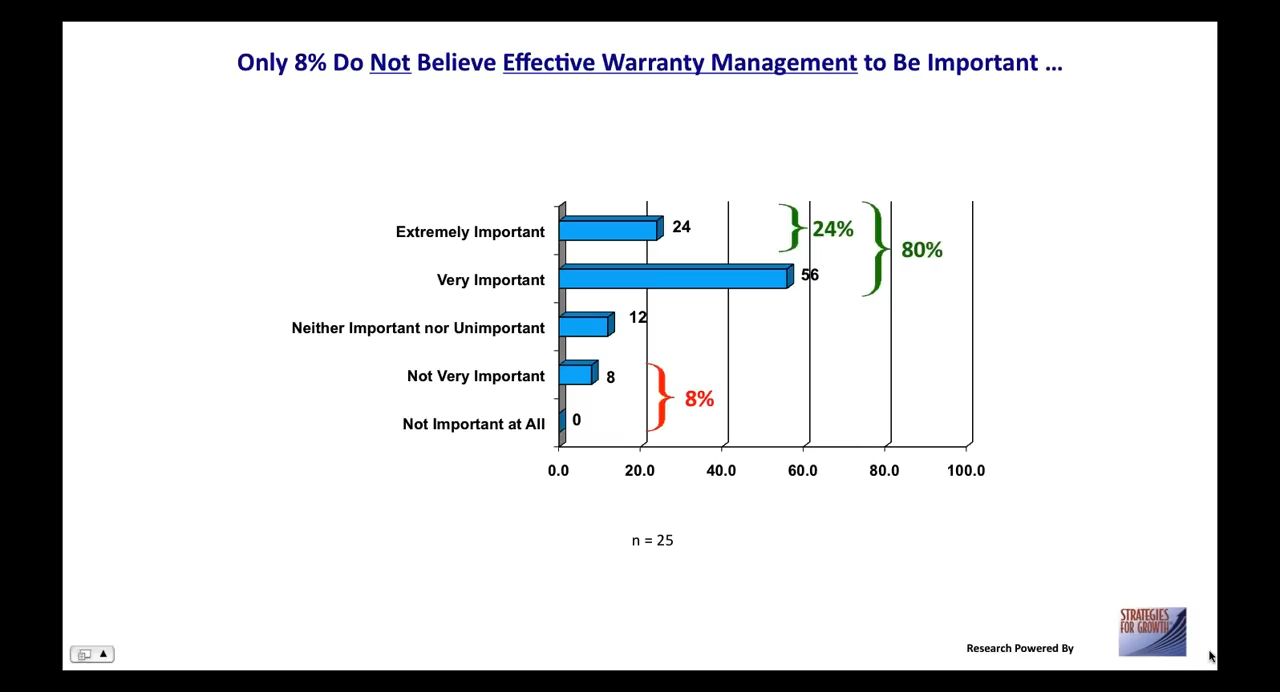 Only 8% Do Not Believe Effective Warranty Management to Be Important ...
Extremely Important 24 24%
80%
Very Important 56
Neither Important nor Unimportant 12
Not Very Important 8
8%
Not Important at All 0
0.0 20.0 40.0 60.0 80.0 100.0
n = 25
STRATEGIES
FOR GROWTH
Research Powered By